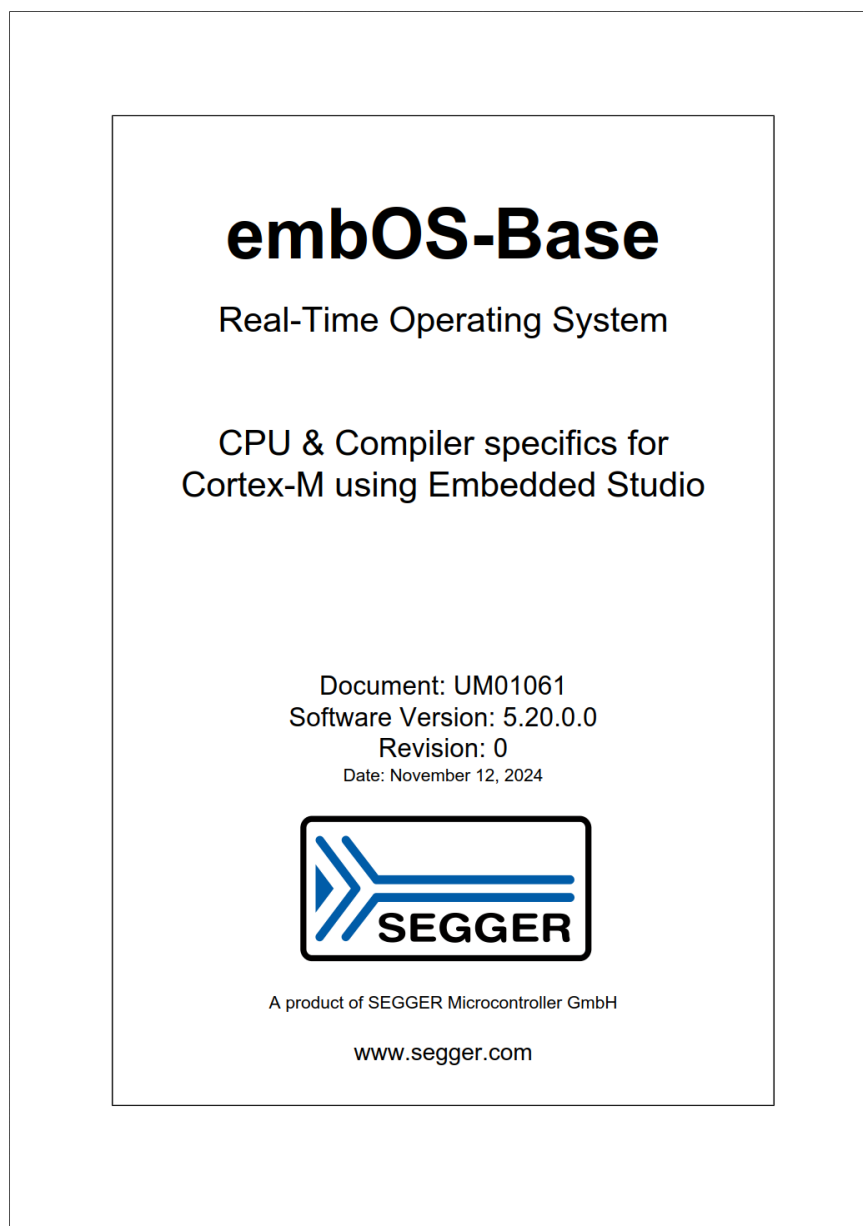 embOS-Base
Real-Time Operating System
CPU & Compiler specifics for
Cortex-M using Embedded Studio
Document: UM01061
Software Version: 5.20.0.0
Revision: 0
Date: November 12, 2024
SEGGER
A product of SEGGER Microcontroller GmbH
www.segger.com